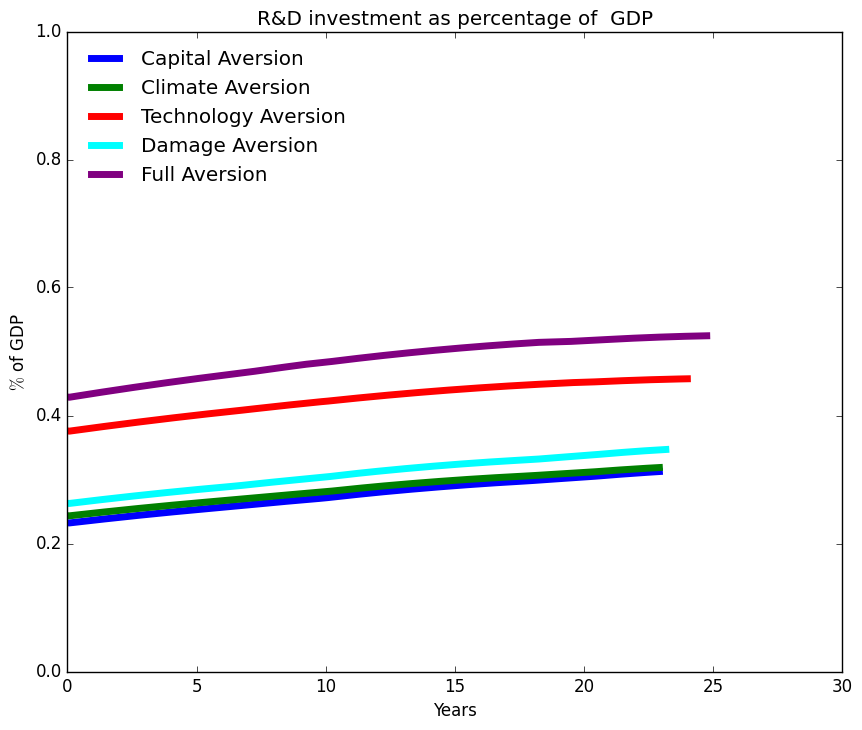 R&D investment as percentage of  GDP
1.0
0.8
0.6
0.4
0.2
0.0
% of GDP
Capital Aversion
Climate Aversion
Technology Aversion
Damage Aversion
Full Aversion
0 5 10 15 20 25 30
Years